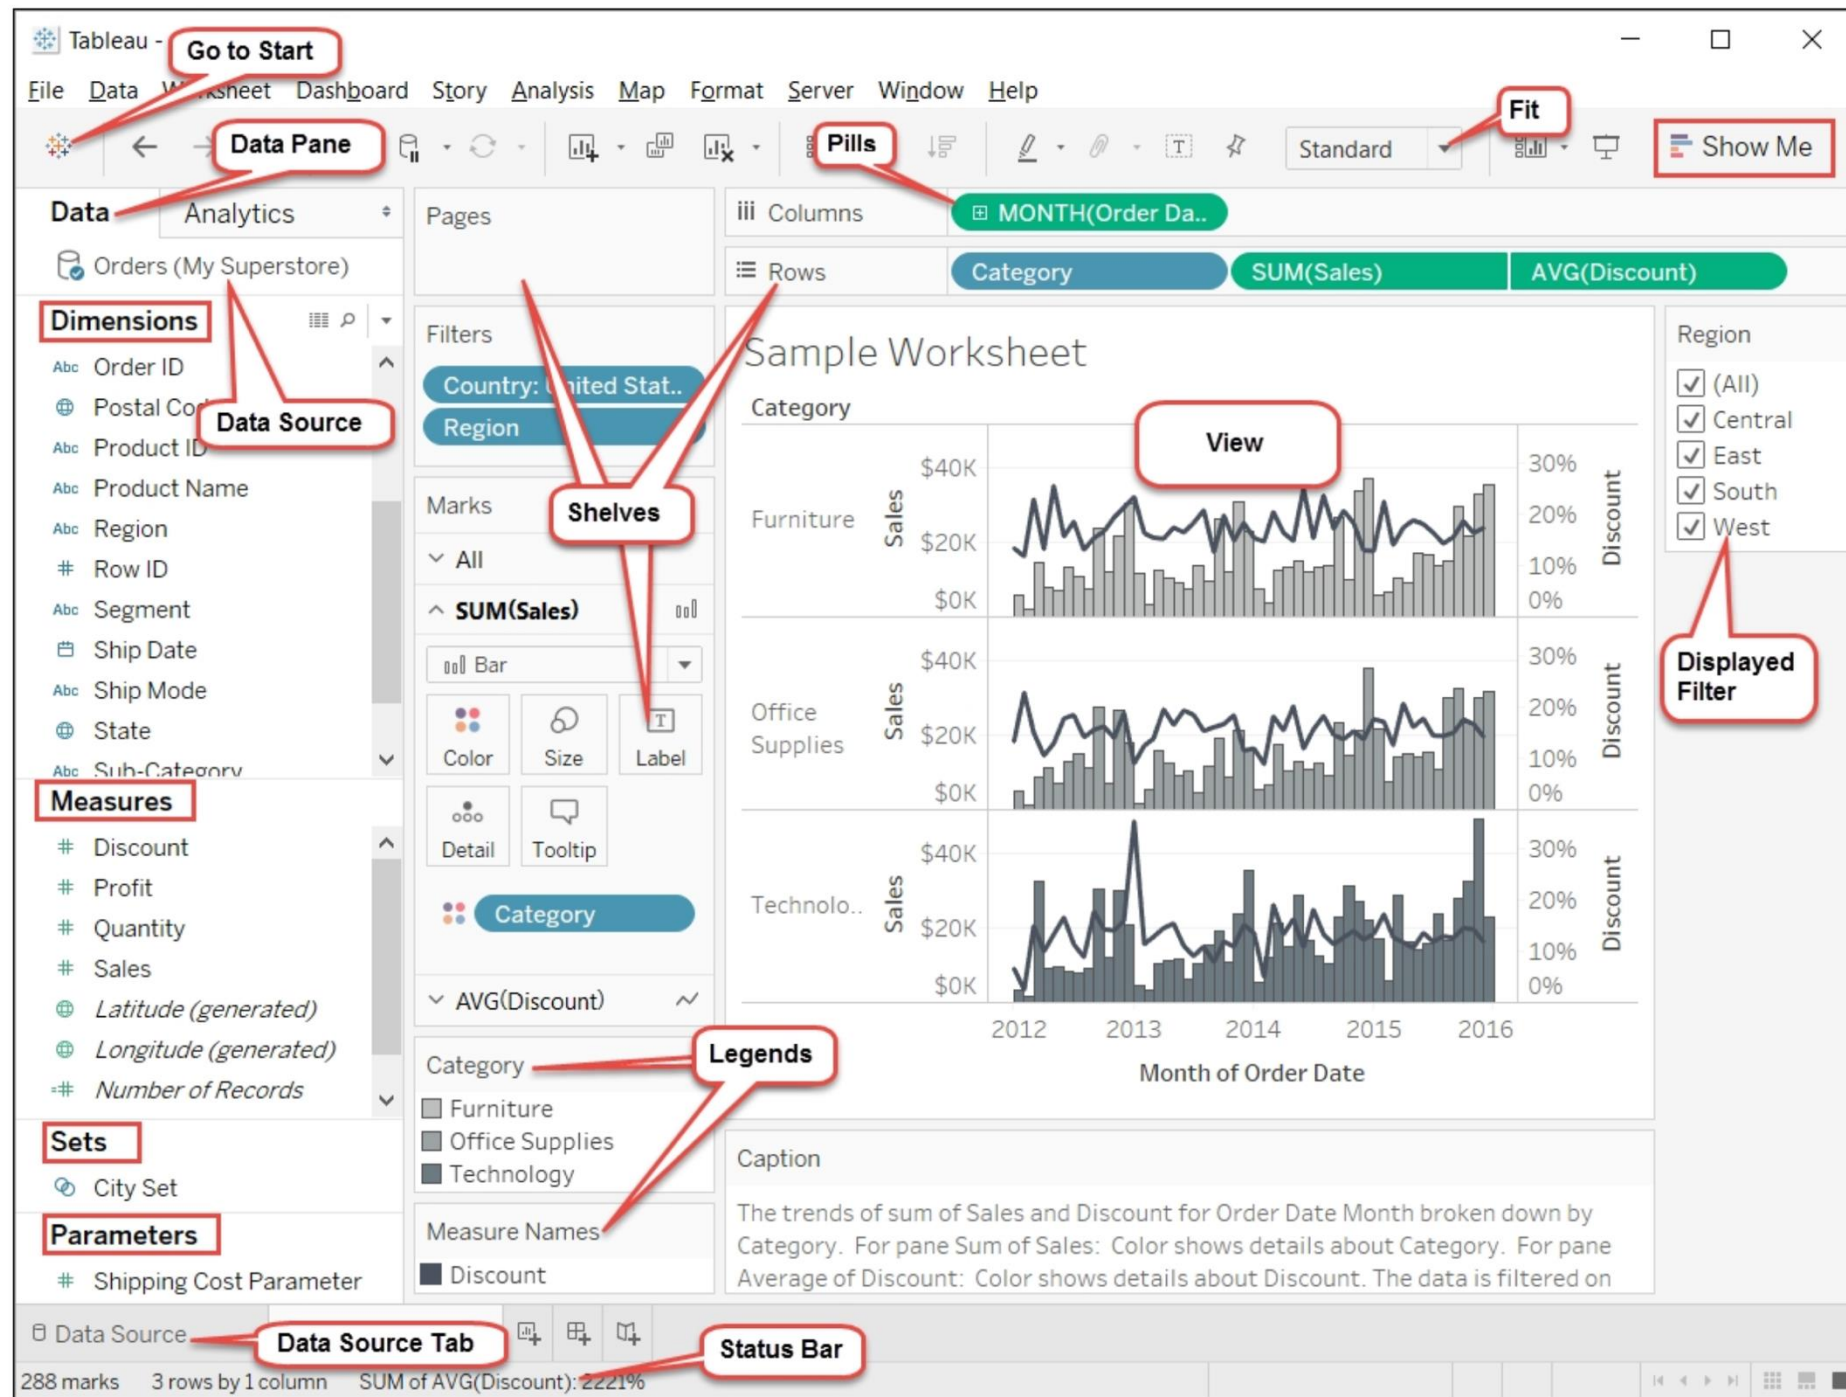 Tableau -
Go to Start
File Data Worksheet Dashboard Story Analysis Map Format Server Window Help
Data Pane
Pills
Fit
Standard
Show Me
Data Analytics
Pages
Columns
MONTH(Order Da..
Orders (My Superstore)
Rows
Category SUM(Sales) AVG(Discount)
Dimensions
Abc Order ID
Postal Co
Abc Product ID
Abc Product Name
Abc Region
# Row ID
Abc Segment
Ship Date
Abc Ship Mode
State
Abc Sub-Category
Data Source
Measures
# Discount
# Profit
# Quantity
# Sales
Latitude (generated)
Longitude (generated)
=# Number of Records
Sets
City Set
Parameters
# Shipping Cost Parameter
Filters
Country: United Stat..
Region
Marks
Shelves
All
SUM(Sales)
Bar
Color Size Label
Detail Tooltip
Category
AVG(Discount)
Category
Legends
Furniture
Office Supplies
Technology
Measure Names
Discount
Sample Worksheet
Category
View
Furniture
Sales
$40K
$20K
$0K
30%
20%
10%
0%
Discount
Office
Supplies
Sales
$40K
$20K
$0K
30%
20%
10%
0%
Discount
Technolo..
Sales
$40K
$20K
$0K
30%
20%
10%
0%
Discount
2012 2013 2014 2015 2016
Month of Order Date
Region
(All)
Central
East
South
West
Displayed
Filter
Caption
The trends of sum of Sales and Discount for Order Date Month broken down by
Category. For pane Sum of Sales: Color shows details about Category. For pane
Average of Discount: Color shows details about Discount. The data is filtered on
Data Source
Data Source Tab
Status Bar
288 marks 3 rows by 1 column SUM of AVG(Discount): 2221%